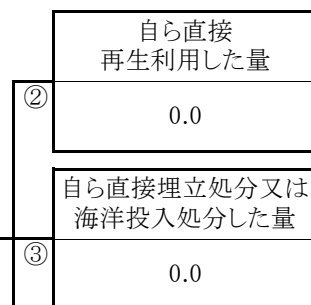 自ら直接
再生利用した量
②
0.0
自ら直接埋立処分又は
海洋投入処分した量
③
0.0